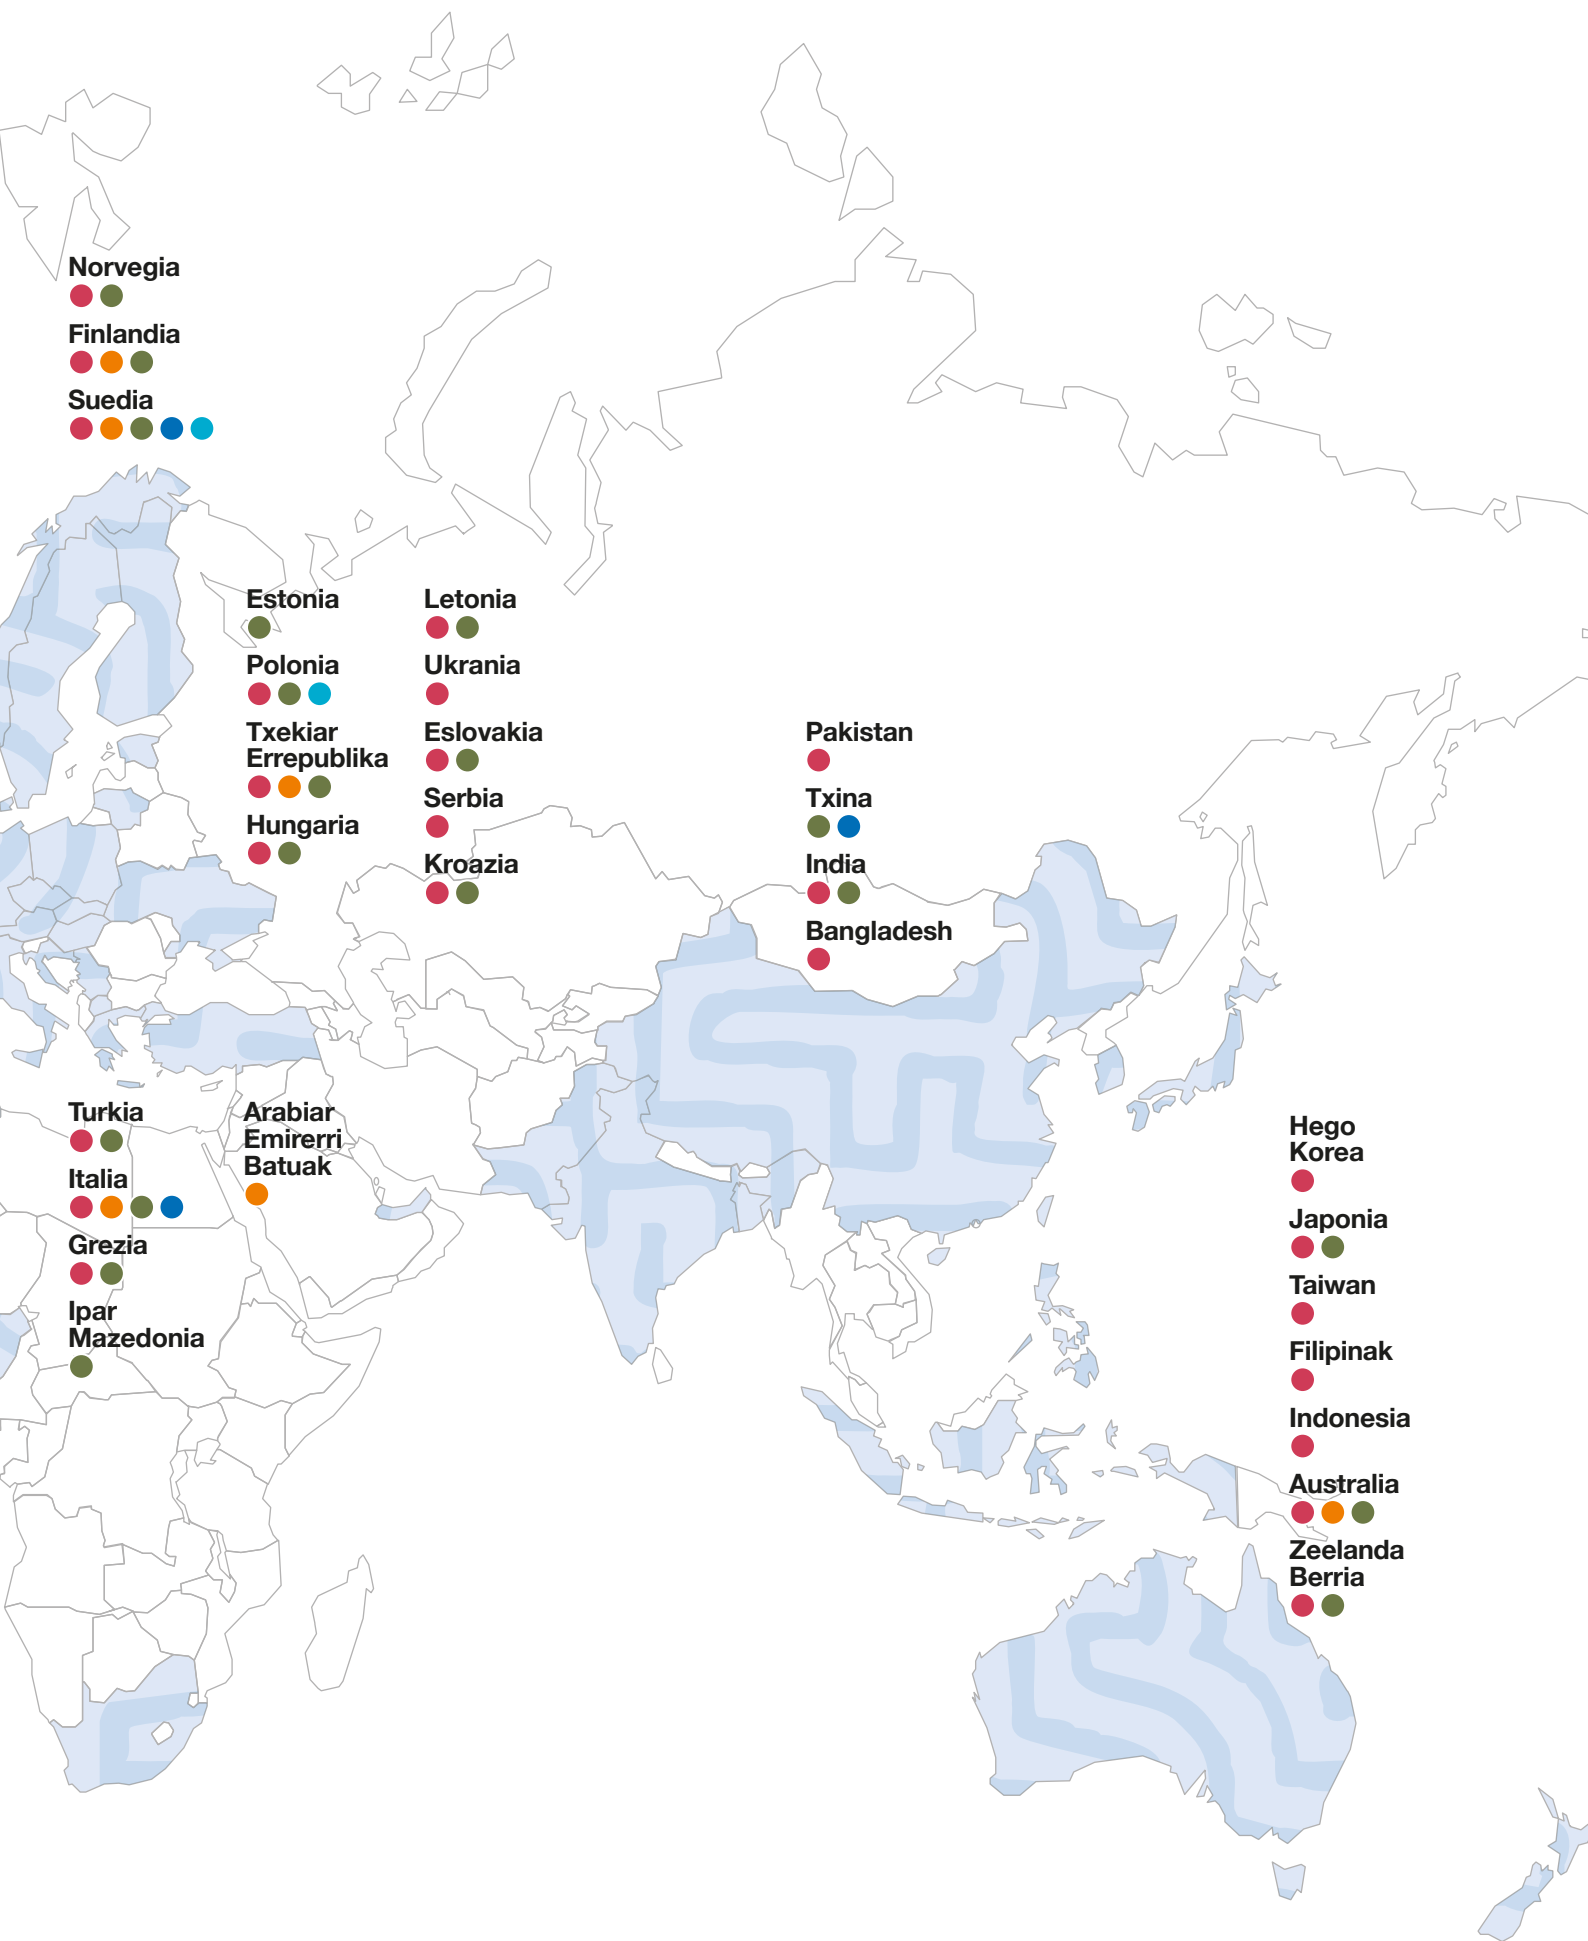 Norvegia
Finlandia
Suedia
Estonia
Polonia
Txekiar
Errepublika
Hungaria
Letonia
Ukrania
Eslovakia
Serbia
Kroazia
Pakistan
Txina
India
Bangladesh
Turkia
Italia
Grezia
Ipar
Mazedonia
Arabiar
Emirerri
Batuak
Hego
Korea
Japonia
Taiwan
Filipinak
Indonesia
Australia
Zeelanda
Berria